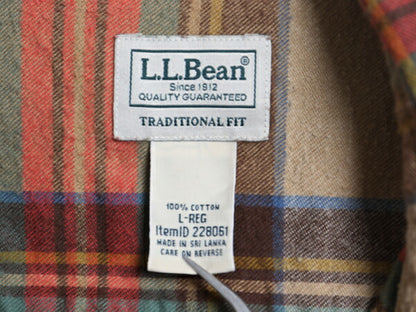 L.L.Bean®
Since 1912
QUALITY GUARANTEED
TRADITIONAL FIT
100% COTTON
L-REG
ItemID 228061
MADE IN SRI LANKA
CARE ON REVERSE